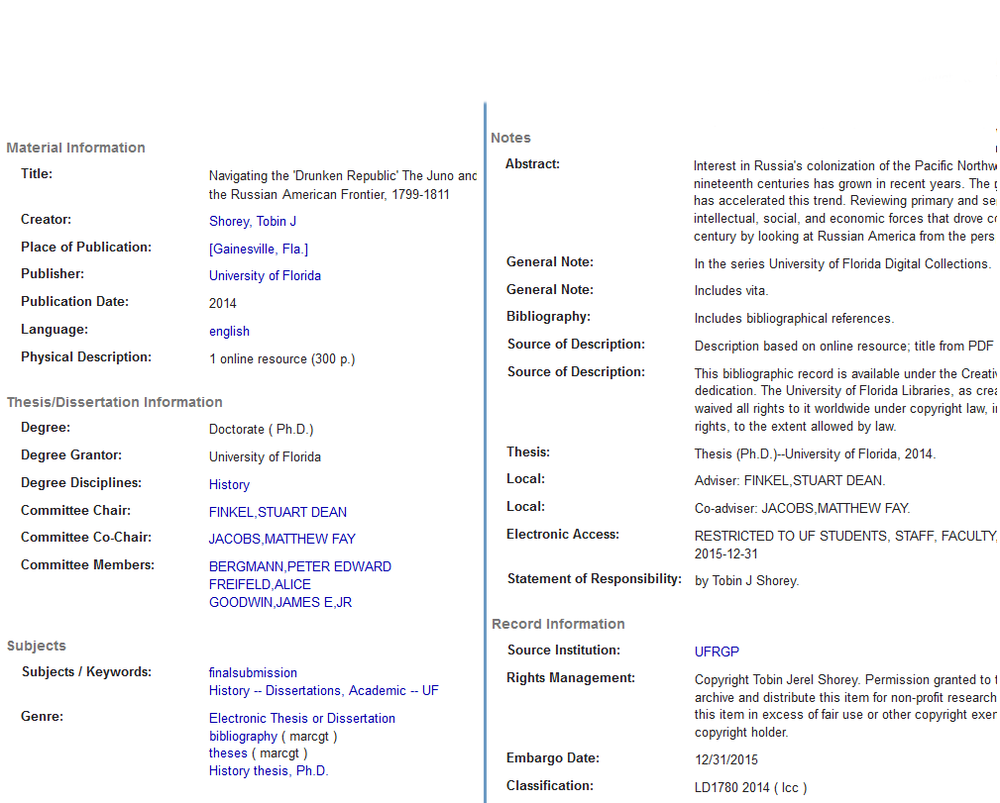 Material Information
Title: Navigating the 'Drunken Republic' The Juno and
the Russian American Frontier, 1799-1811
Creator: Shorey, Tobin J
Place of Publication: [Gainesville, Fla.]
Publisher: University of Florida
Publication Date: 2014
Language: english
Physical Description: 1 online resource (300 p.)
Thesis/Dissertation Information
Degree: Doctorate ( Ph.D.)
Degree Grantor: University of Florida
Degree Disciplines: History
Committee Chair: FINKEL,STUART DEAN
Committee Co-Chair: JACOBS,MATTHEW FAY
Committee Members: BERGMANN,PETER EDWARD
FREIFELD,ALICE
GOODWIN,JAMES E,JR
Subjects
Subjects / Keywords: finalsubmission
History -- Dissertations, Academic -- UF
Genre: Electronic Thesis or Dissertation
bibliography ( marcgt )
theses ( marcgt )
History thesis, Ph.D.
Notes
Abstract: Interest in Russia's colonization of the Pacific Northw
nineteenth centuries has grown in recent years. The g
has accelerated this trend. Reviewing primary and se
intellectual, social, and economic forces that drove co
century by looking at Russian America from the pers
General Note: In the series University of Florida Digital Collections.
General Note: Includes vita.
Bibliography: Includes bibliographical references.
Source of Description: Description based on online resource; title from PDF
Source of Description: This bibliographic record is available under the Creativ
dedication. The University of Florida Libraries, as crea
waived all rights to it worldwide under copyright law, i
rights, to the extent allowed by law.
Thesis: Thesis (Ph.D.)--University of Florida, 2014.
Local: Adviser: FINKEL,STUART DEAN.
Local: Co-adviser: JACOBS,MATTHEW FAY.
Electronic Access: RESTRICTED TO UF STUDENTS, STAFF, FACULTY,
2015-12-31
Statement of Responsibility: by Tobin J Shorey.
Record Information
Source Institution: UFRGP
Rights Management: Copyright Tobin Jerel Shorey. Permission granted to t
archive and distribute this item for non-profit research
this item in excess of fair use or other copyright exer
copyright holder.
Embargo Date: 12/31/2015
Classification: LD1780 2014 ( lcc )